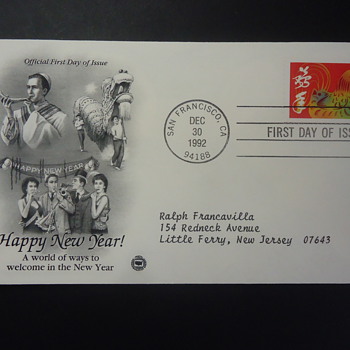 Official First Day of Issue
HAPPY NEW YEAR
Happy New Year!
A world of ways to
welcome in the New Year
SAN FRANCISCO, CA
DEC
30
1992
94188
FIRST DAY OF ISSUE
Ralph Francavilla
154 Redneck Avenue
Little Ferry, New Jersey 07643